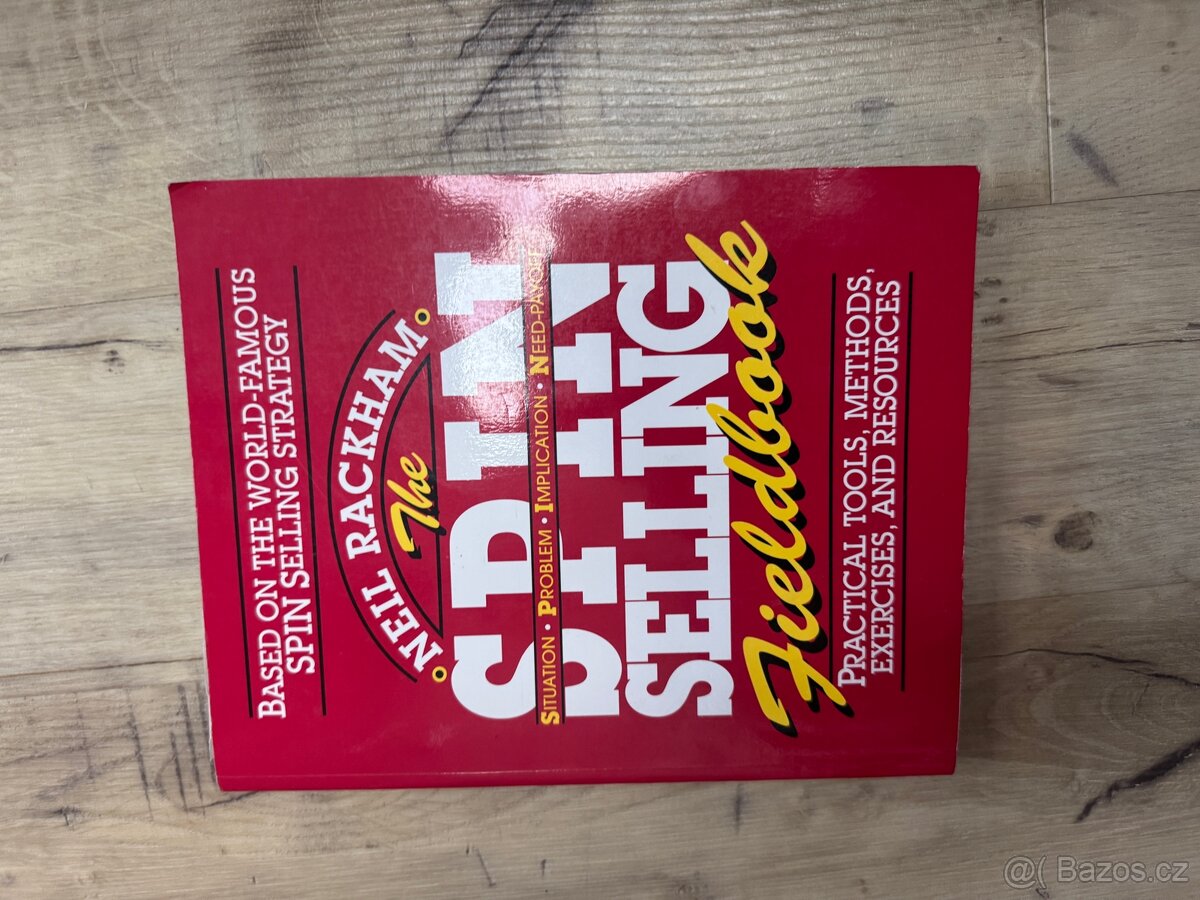 BASED ON THE WORLD-FAMOUS
SPIN SELLING STRATEGY
NEIL RACKHAM
The
SPIN
SITUATION • PROBLEM • IMPLICATION • NEED-PAYOFF
SELLING
Fieldbook
PRACTICAL TOOLS, METHODS,
EXERCISES, AND RESOURCES
@( Bazos.cz